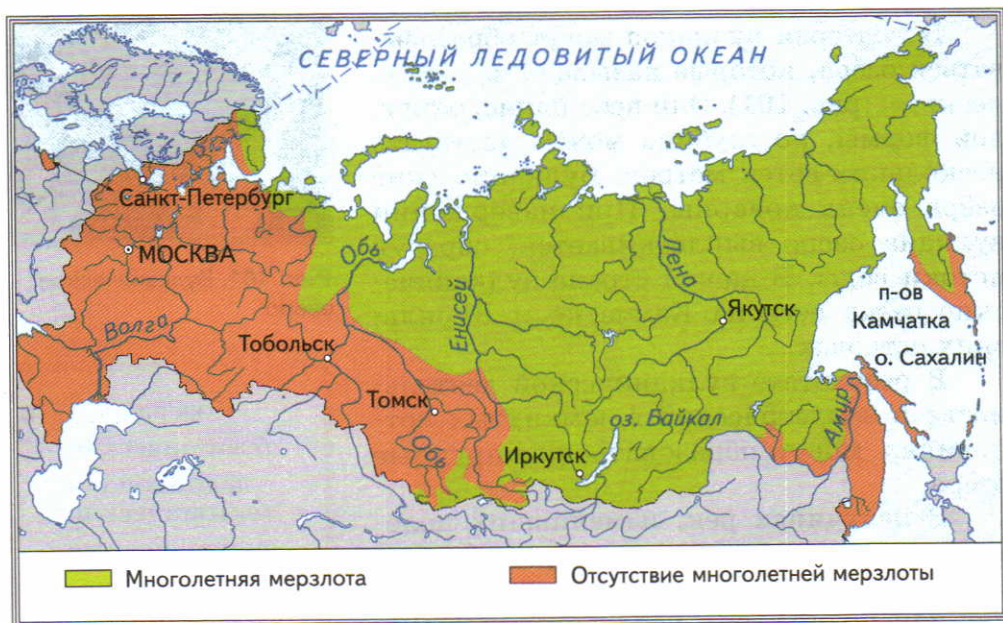 СЕВЕРНЫЙ ЛЕДОВИТЫЙ ОКЕАН
Санкт-Петербург
МОСКВА
Обь
Лена
Енисей
Якутск
п-ов
Камчатка
о. Сахалин
Волга
Тобольск
Томск
Обь
Иркутск
оз. Байкал
Амур
Многолетняя мерзлота
Отсутствие многолетней мерзлоты